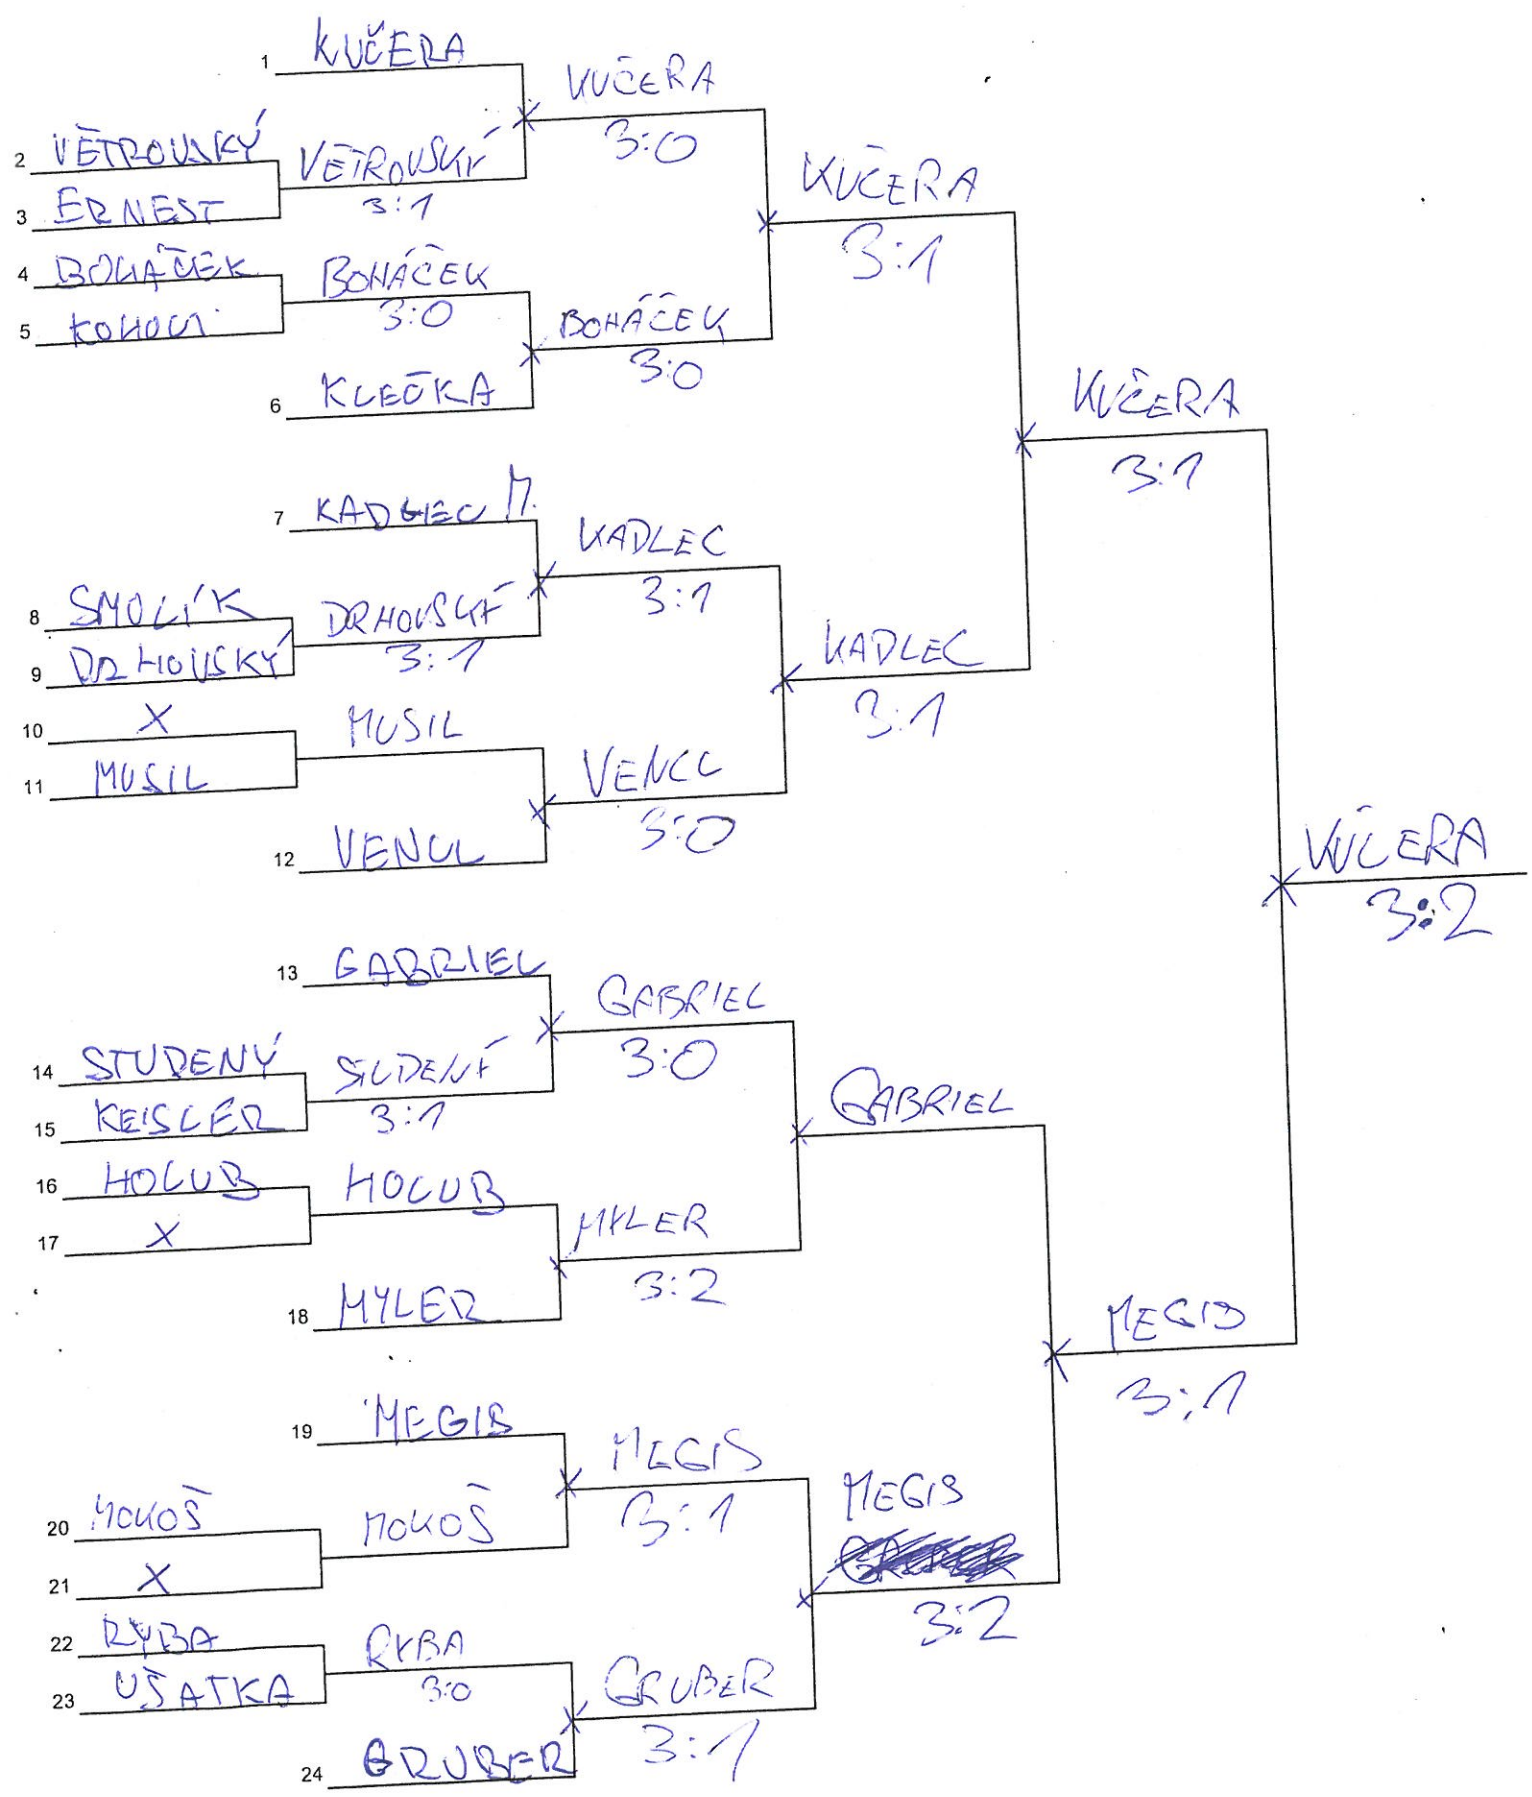 1 KUČERA
KUČERA
3:0
2 VĚTROVSKÝ
VĚTROVSKÝ
3:1
3 ERNEST
KUČERA
3:1
4 BOHÁČEK
BOHÁČEK
3:0
5
BOHÁČEK
3:0
6 KLEČKA
KUČERA
3:1
7 KADLEC M.
KADLEC
3:1
8 SMOLÍK
DRHOVSKÝ
3:1
9 DRHOVSKÝ
KADLEC
3:1
10 X
MUSIL
11 MUSIL
VENCL
3:0
12 VENCL
KUČERA
3:2
13 GABRIEL
GABRIEL
3:0
14 STUDENÝ
STUDENÝ
3:1
15 KEISLER
GABRIEL
16 HOLUB
HOLUB
17 X
MYLER
3:2
18 MYLER
MEGIS
3:1
19 MEGIS
MEGIS
3:1
20 MOKOŠ
MOKOŠ
21 X
MEGIS
3:2
22 RYBA
RYBA
3:0
23 UŠATKA
GRUBER
3:1
24 GRUBER